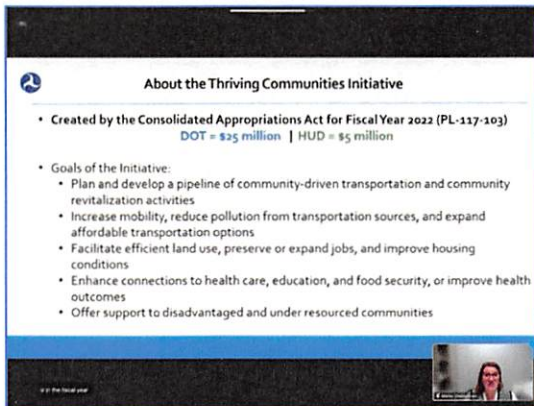 About the Thriving Communities Initiative
• Created by the Consolidated Appropriations Act for Fiscal Year 2022 (PL-117-103)
DOT = $25 million | HUD = $5 million
• Goals of the Initiative:
• Plan and develop a pipeline of community-driven transportation and community
revitalization activities
• Increase mobility, reduce pollution from transportation sources, and expand
affordable transportation options
• Facilitate efficient land use, preserve or expand jobs, and improve housing
conditions
• Enhance connections to health care, education, and food security, or improve health
outcomes
• Offer support to disadvantaged and under resourced communities
in the fiscal year